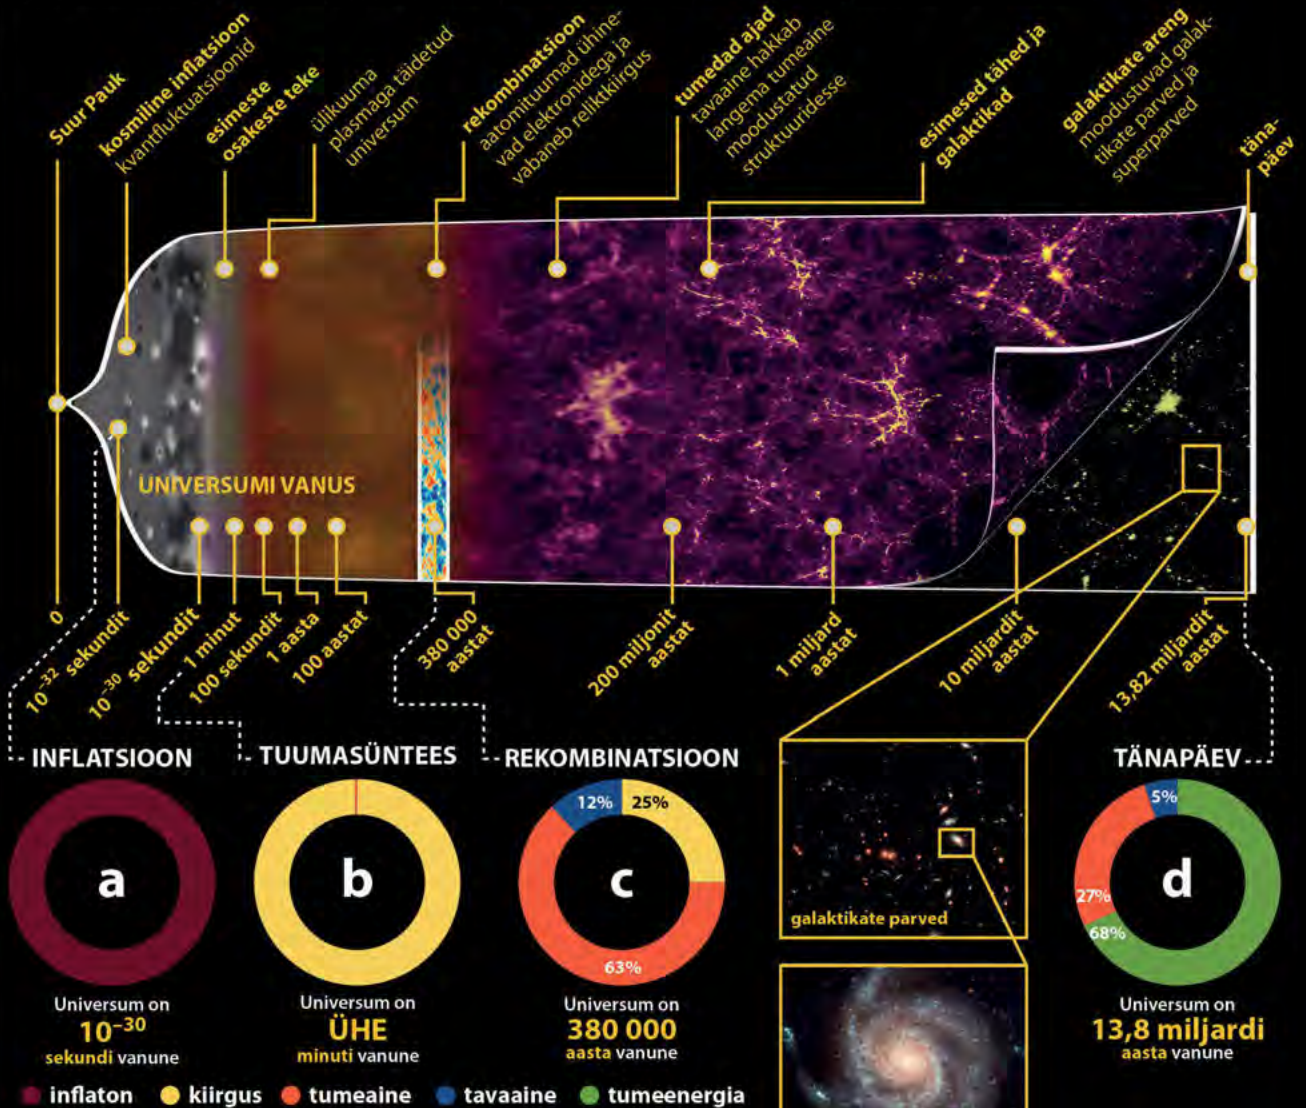 Suur Pauk
kosmiline inflatsioon
kvantfluktuatsioonid
esimeste
osakeste teke
ülikuuma
plasmaga täidetud
universum
rekombinatsioon
aatomituumad ühine-
vad elektronidega ja
vabaneb reliktkiirgus
tumedad ajad
tavaaine hakkab
langema tumeaine
moodustatud
struktuuridesse
esimesed tähed ja
galaktikad
galaktikate areng
moodustuvad galak-
tikate parved ja
superparved
täna-
päev
UNIVERSUMI VANUS
0
10⁻³² sekundit
10⁻³⁰ sekundit
1 minut
100 sekundit
1 aasta
100 aastat
380 000
aastat
200 miljonit
aastat
1 miljard
aastat
10 miljardit
aastat
13,82 miljardit
aastat
INFLATSIOON
a
Universum on
10⁻³⁰
sekundi vanune
TUUMASÜNTEES
b
Universum on
ÜHE
minuti vanune
REKOMBINATSIOON
12% 25%
c
63%
Universum on
380 000
aasta vanune
galaktikate parved
TÄNAPÄEV
5%
d
27%
68%
Universum on
13,8 miljardi
aasta vanune
inflaton kiirgus tumeaine tavaaine tumeenergia